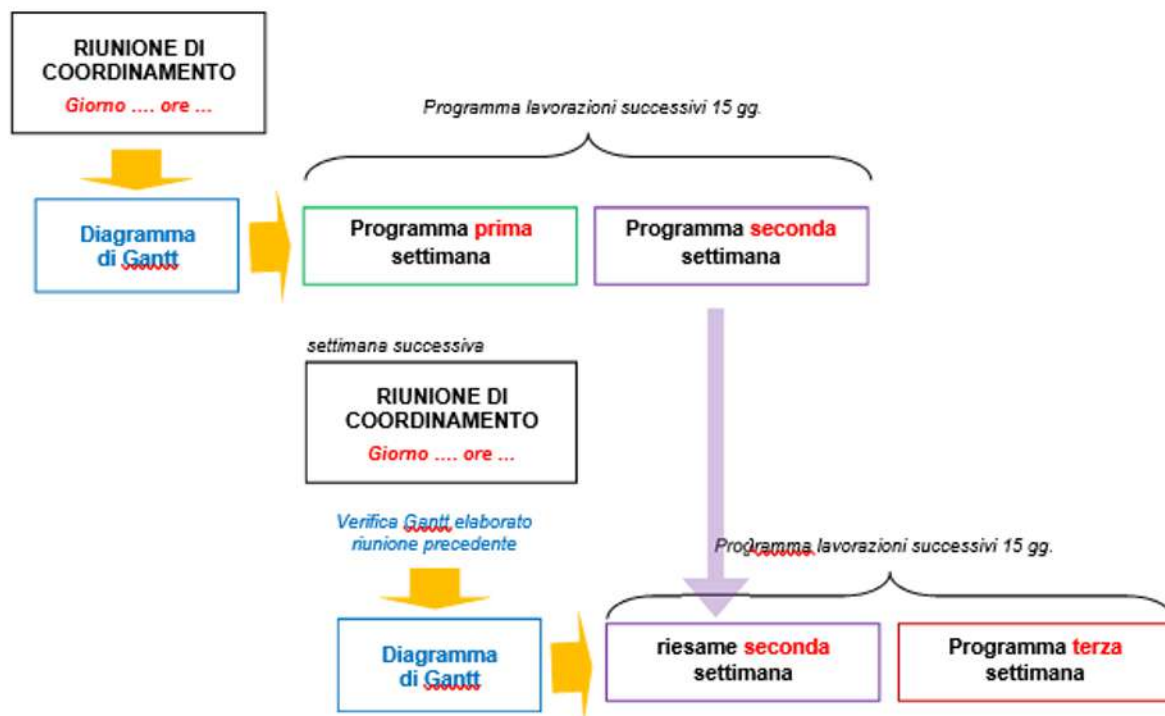 RIUNIONE DI
COORDINAMENTO
Giorno .... ore ...
Programma lavorazioni successivi 15 gg.
Diagramma
di Gantt
Programma prima
settimana
Programma seconda
settimana
settimana successiva
RIUNIONE DI
COORDINAMENTO
Giorno .... ore ...
Verifica Gantt elaborato
riunione precedente
Programma lavorazioni successivi 15 gg.
Diagramma
di Gantt
riesame seconda
settimana
Programma terza
settimana